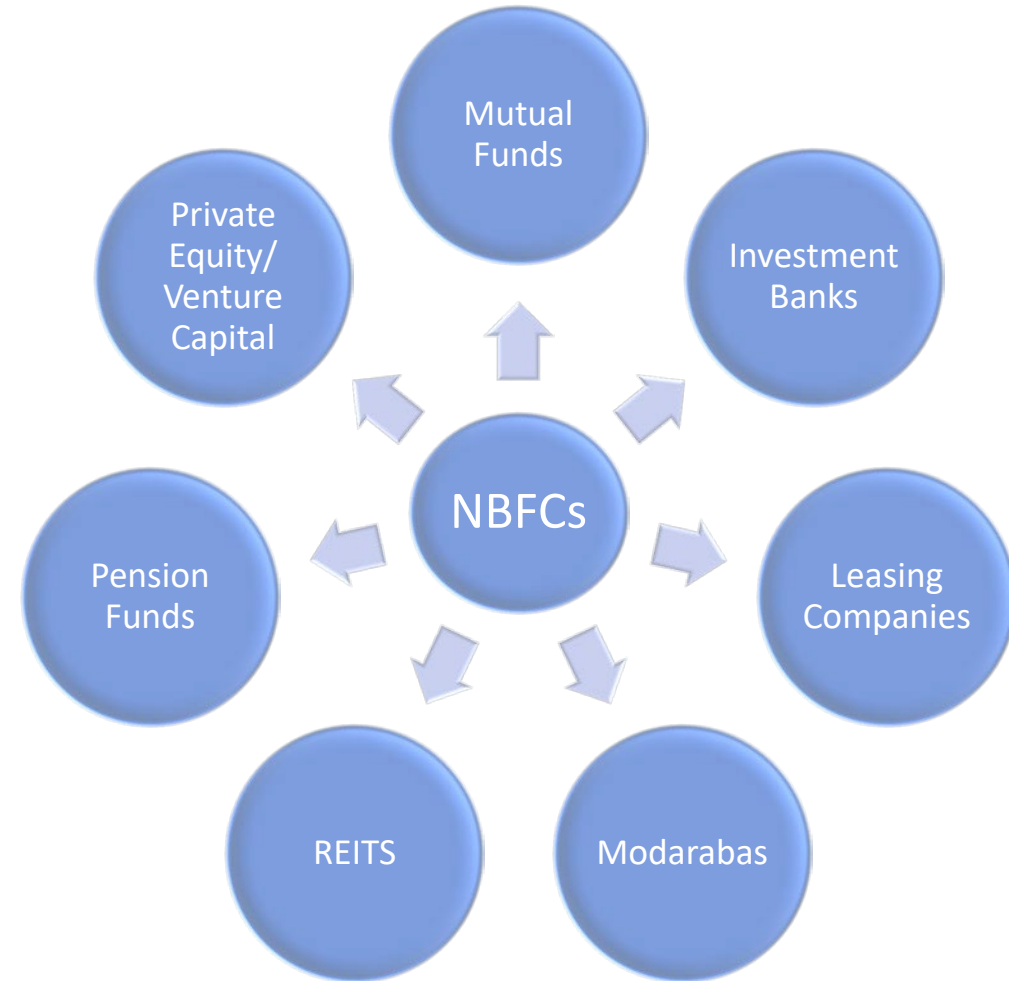 Mutual
Funds
Investment
Banks
Leasing
Companies
Modarabas
REITS
Pension
Funds
Private
Equity/
Venture
Capital
NBFCs